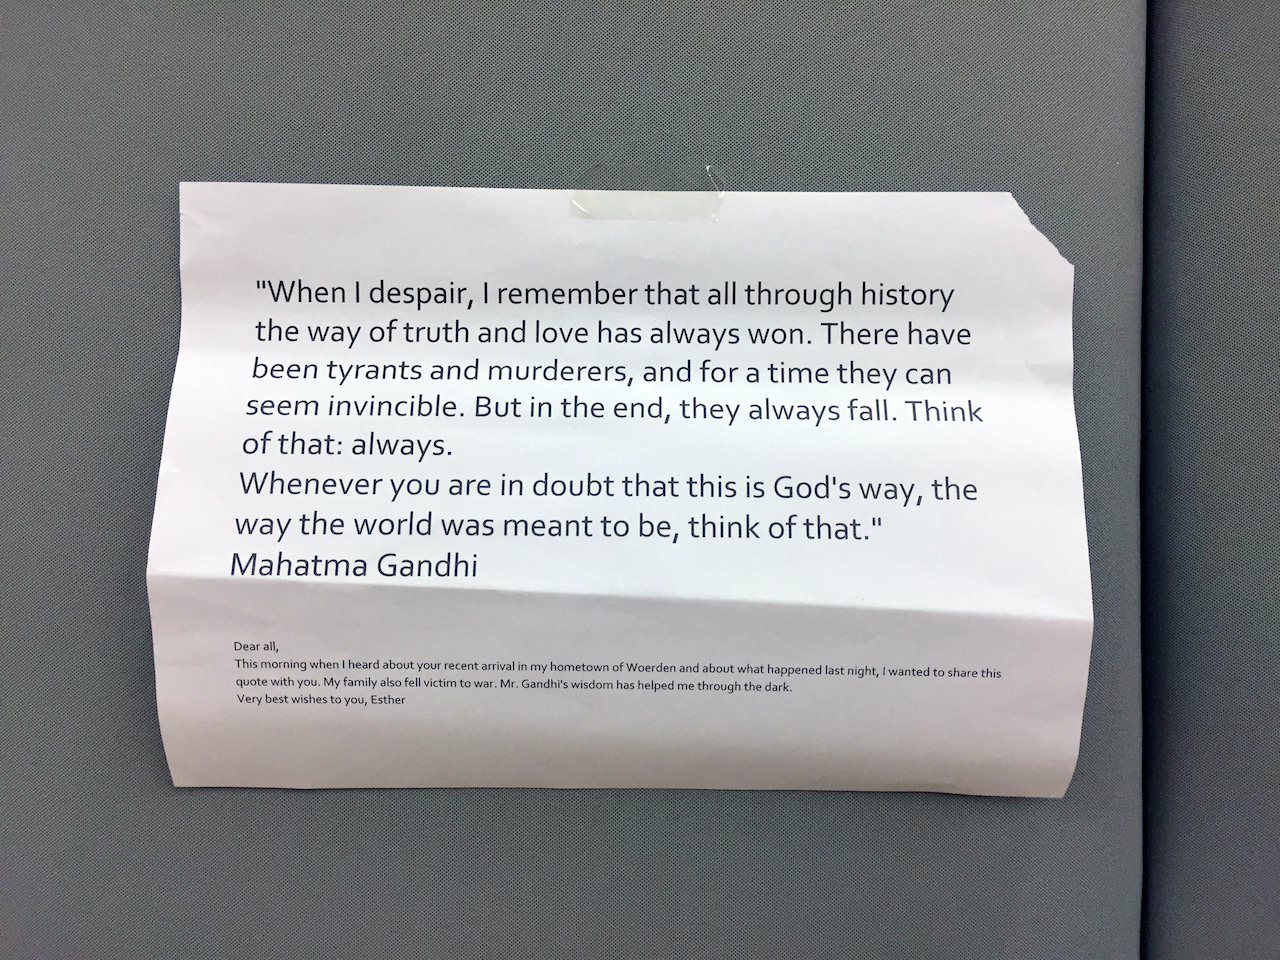 "When I despair, I remember that all through history
the way of truth and love has always won. There have
been tyrants and murderers, and for a time they can
seem invincible. But in the end, they always fall. Think
of that: always.
Whenever you are in doubt that this is God's way, the
way the world was meant to be, think of that."
Mahatma Gandhi
Dear all,
This morning when I heard about your recent arrival in my hometown of Woerden and about what happened last night, I wanted to share this
quote with you. My family also fell victim to war. Mr. Gandhi's wisdom has helped me through the dark.
Very best wishes to you, Esther